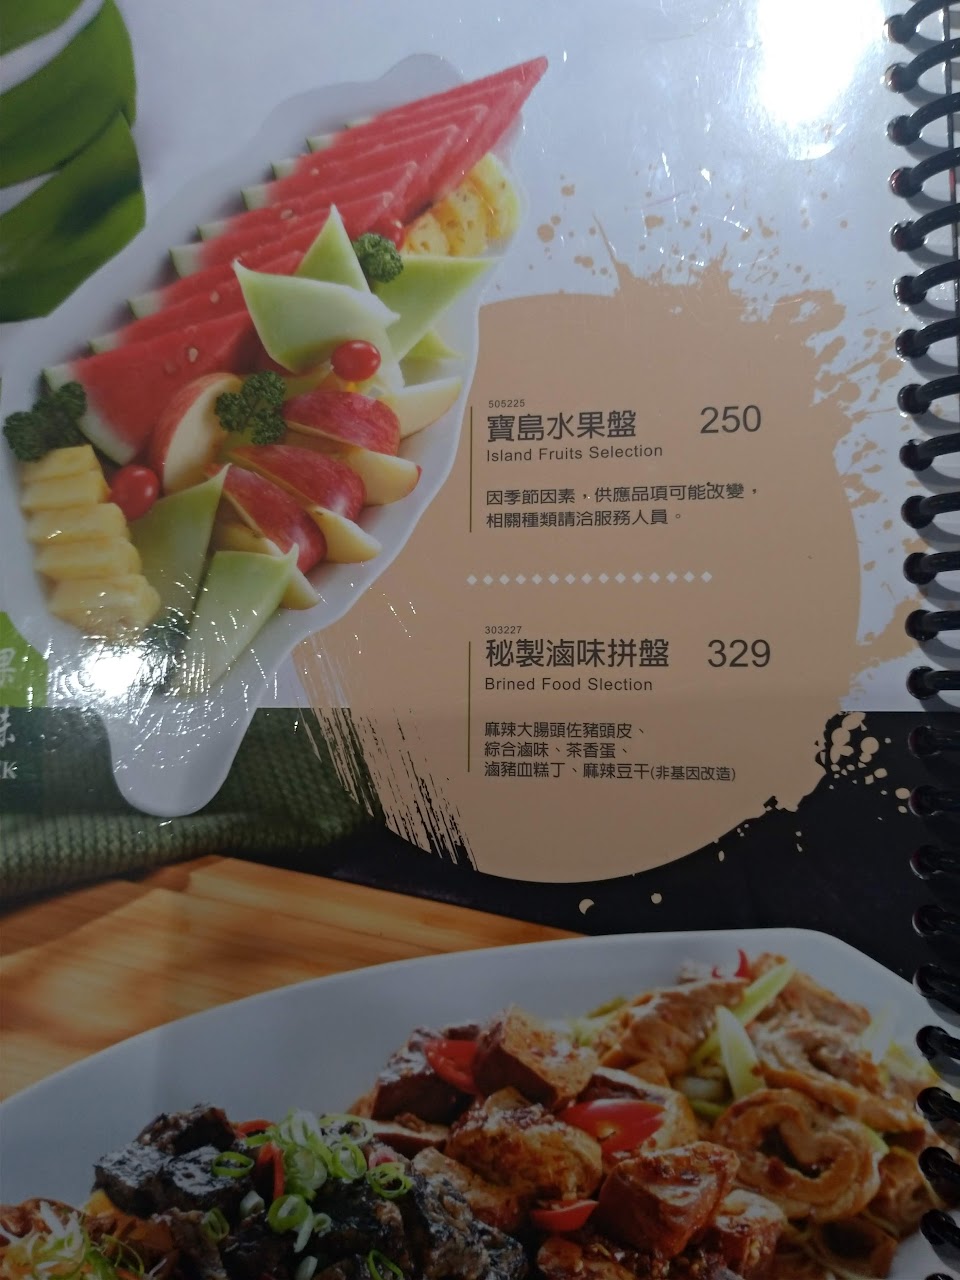 505225
寶島水果盤 250
Island Fruits Selection
因季節因素，供應品項可能改變，
相關種類請洽服務人員。
303227
秘製滷味拼盤 329
Brined Food Slection
麻辣大腸頭佐豬頭皮、
綜合滷味、茶香蛋、
滷豬血糕丁、麻辣豆干(非基因改造)
果
味